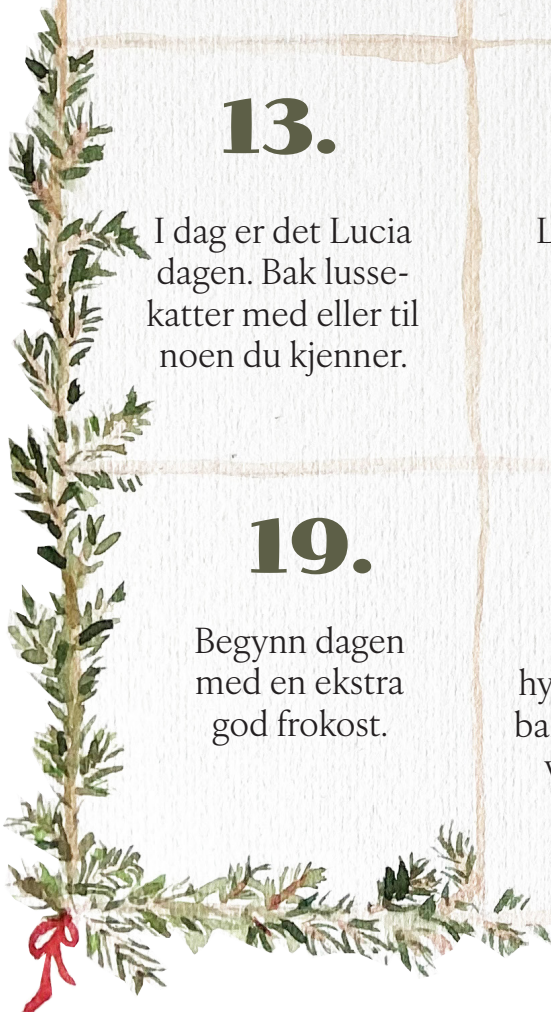 13.
I dag er det Lucia
dagen. Bak lusse-
katter med eller til
noen du kjenner.
19.
Begynn dagen
med en ekstra
god frokost.